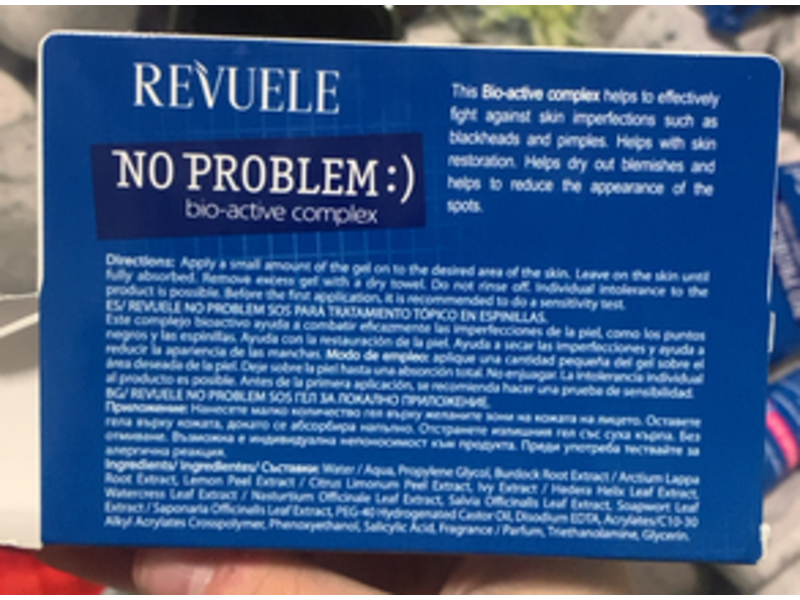 REVUELE
NO PROBLEM :)
bio-active complex
This Bio-active complex helps to effectively
fight against skin imperfections such as
blackheads and pimples. Helps with skin
restoration. Helps dry out blemishes and
helps to reduce the appearance of the
spots.
Directions: Apply a small amount of the gel on to the desired area of the skin. Leave on the skin until
fully absorbed. Remove excess gel with a dry towel. Do not rinse off. Individual intolerance to the
product is possible. Before the first application, it is recommended to do a sensitivity test.
ES/ REVUELE NO PROBLEM SOS PARA TRATAMIENTO TÓPICO EN ESPINILLAS.
Este complejo bioactivo ayuda a combatir eficazmente las imperfecciones de la piel, como los puntos
negros y las espinillas. Ayuda con la restauración de la piel. Ayuda a secar las imperfecciones y ayuda a
reducir la apariencia de las manchas. Modo de empleo: aplique una cantidad pequeña del gel sobre el
área deseada de la piel. Deje sobre la piel hasta una absorción total. No enjuagar. La intolerancia individual
al producto es posible. Antes de la primera aplicación, se recomienda hacer una prueba de sensibilidad.
BG/ REVUELE NO PROBLEM SOS ГЕЛ ЗА ЛОКАЛНО ПРИЛОЖЕНИЕ.
Приложение: Нанесете малко количество гел върху желаните зони на кожата на лицето. Оставете
гела върху кожата, докато се абсорбира напълно. Отстранете излишния гел със суха кърпа. Без
отмиване. Възможна е индивидуална непоносимост към продукта. Преди употреба тествайте за
алергична реакция.
Ingredients/ Ingredientes/ Съставки: Water / Aqua, Propylene Glycol, Burdock Root Extract / Arctium Lappa
Root Extract, Lemon Peel Extract / Citrus Limonum Peel Extract, Ivy Extract / Hedera Helix Leaf Extract,
Watercress Leaf Extract / Nasturtium Officinale Leaf Extract, Salvia Officinalis Leaf Extract, Soapwort Leaf
Extract / Saponaria Officinalis Leaf Extract, PEG-40 Hydrogenated Castor Oil, Disodium EDTA, Acrylates/C10-30
Alkyl Acrylates Crosspolymer, Phenoxyethanol, Salicylic Acid, Fragrance / Parfum, Triethanolamine, Glycerin.